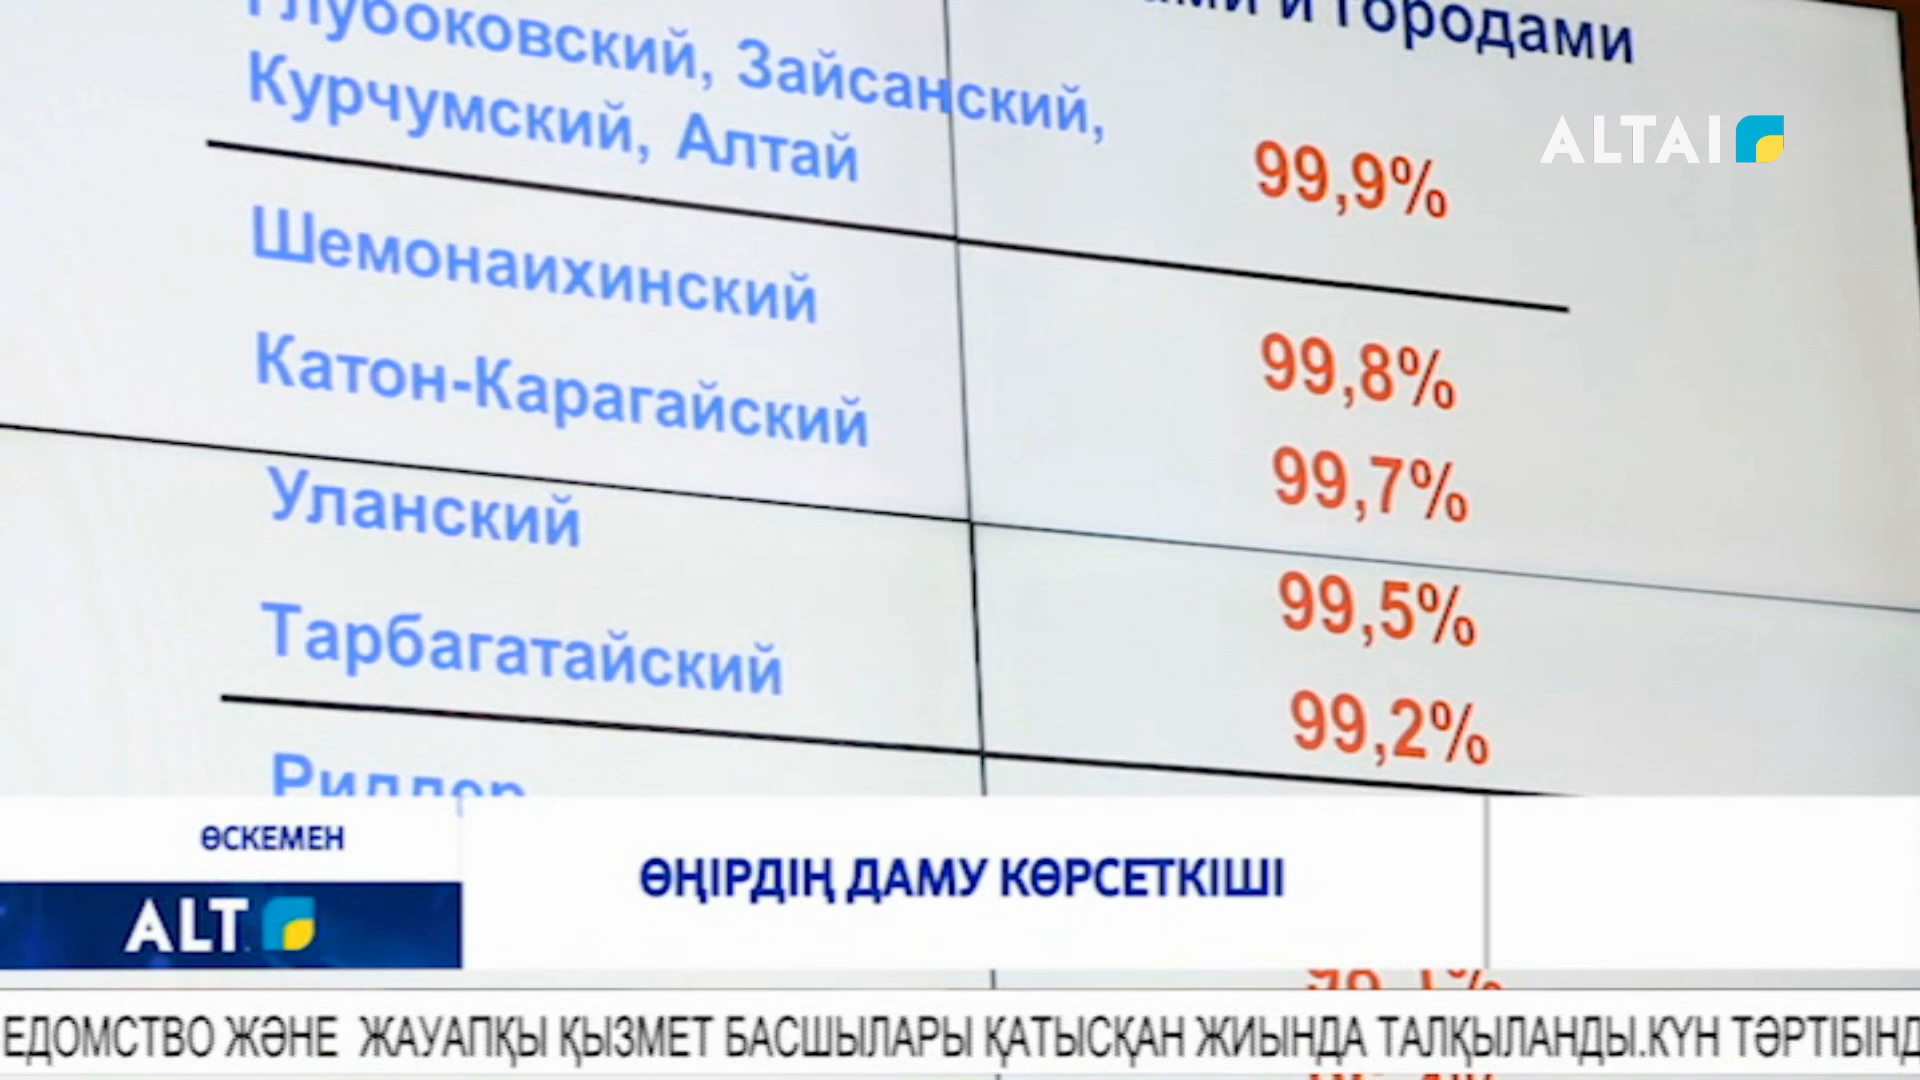 и городами
Глубоковский, Зайсанский,
Курчумский, Алтай
99,9%
ALTAI
Шемонаихинский
99,8%
Катон-Карагайский
99,7%
Уланский
99,5%
Тарбагатайский
99,2%
Риддер
ӨСКЕМЕН
ALT
ӨҢІРДІҢ ДАМУ КӨРСЕТКІШІ
ЕДОМСТВО ЖӘНЕ ЖАУАПҚЫ ҚЫЗМЕТ БАСШЫЛАРЫ ҚАТЫСҚАН ЖИЫНДА ТАЛҚЫЛАНДЫ.КҮН ТӘРТІБІНД